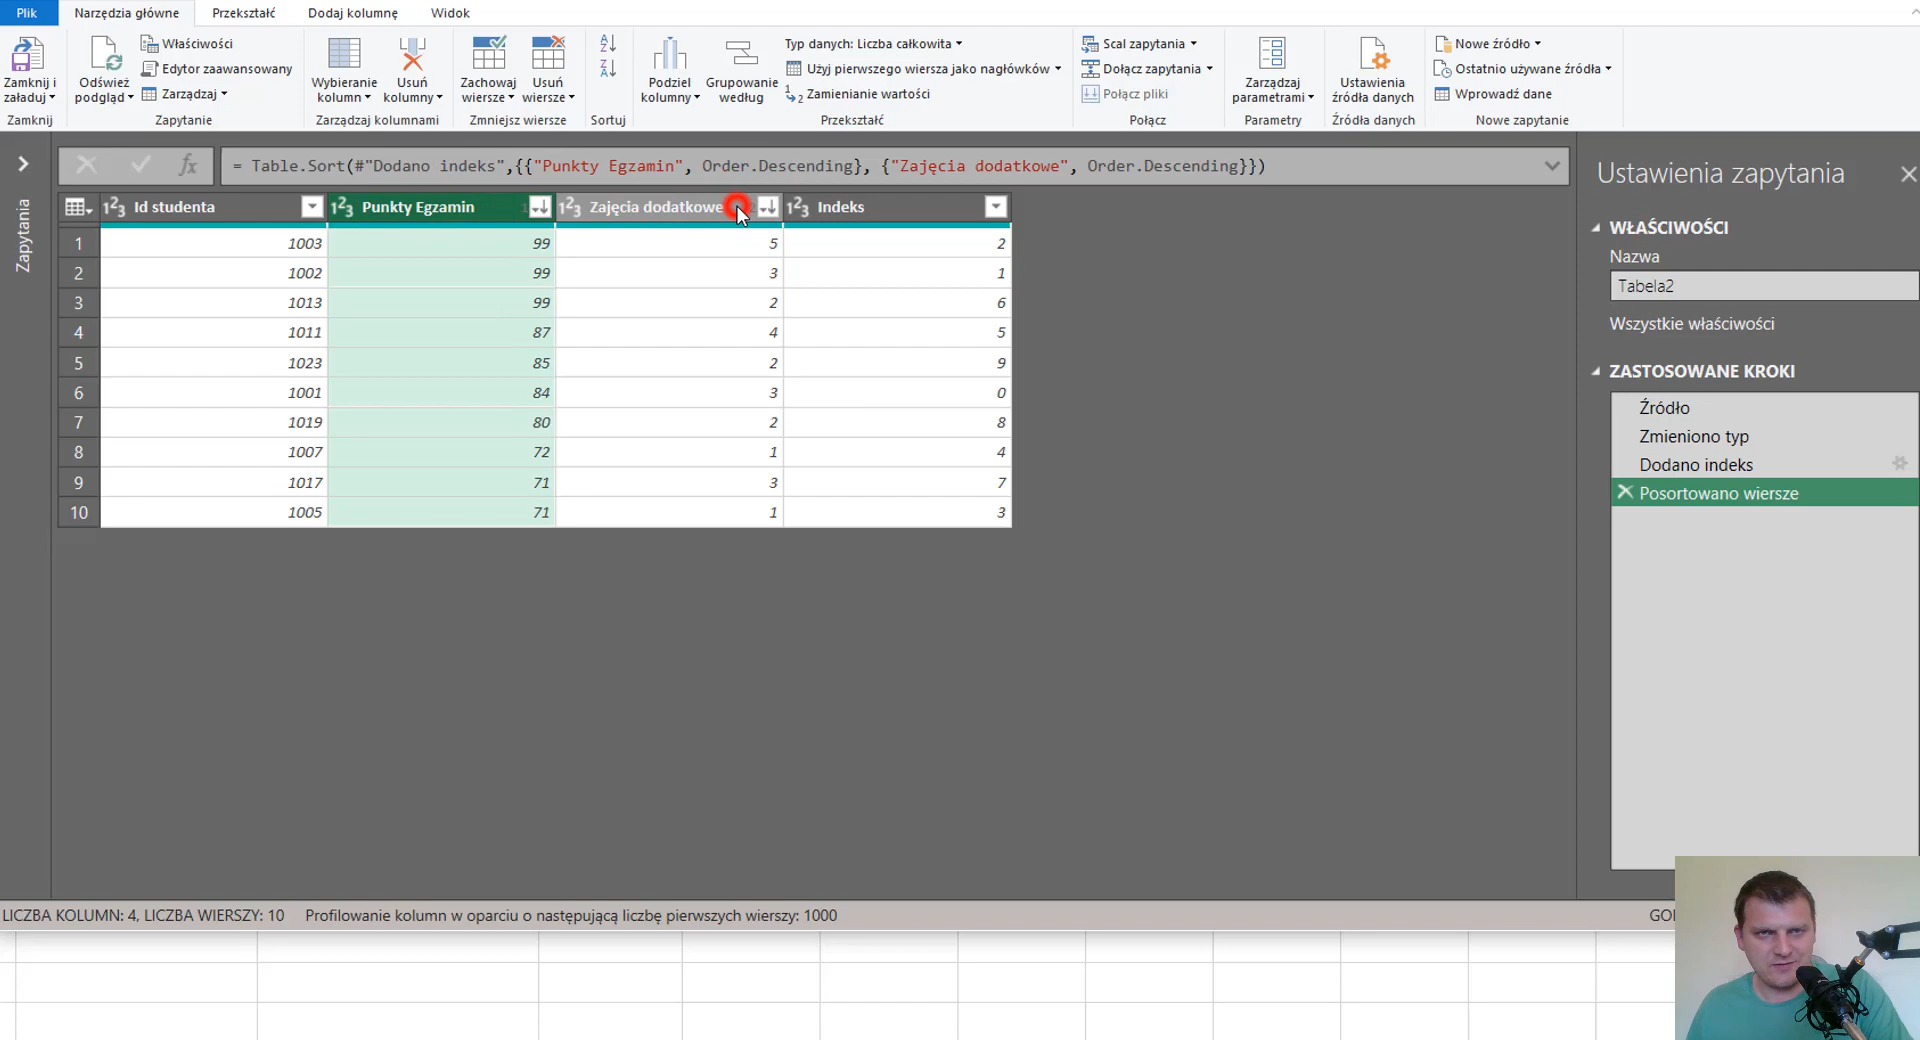 Plik Narzędzia główne Przekształć Dodaj kolumnę Widok
Zamknij i załaduj
Zamknij
Odśwież podgląd
Właściwości
Edytor zaawansowany
Zarządzaj
Zapytanie
Wybieranie kolumn
Usuń kolumny
Zarządzaj kolumnami
Zachowaj wiersze
Usuń wiersze
Zmniejsz wiersze
Sortuj
Podziel kolumny
Grupowanie według
Typ danych: Liczba całkowita
Użyj pierwszego wiersza jako nagłówków
Zamienianie wartości
Przekształć
Scal zapytania
Dołącz zapytania
Połącz pliki
Połącz
Zarządzaj parametrami
Parametry
Ustawienia źródła danych
Źródła danych
Nowe źródło
Ostatnio używane źródła
Wprowadź dane
Nowe zapytanie
Zapytania
= Table.Sort(#"Dodano indeks",{{"Punkty Egzamin", Order.Descending}, {"Zajęcia dodatkowe", Order.Descending}})
Id studenta Punkty Egzamin Zajęcia dodatkowe Indeks
1 1003 99 5 2
2 1002 99 3 1
3 1013 99 2 6
4 1011 87 4 5
5 1023 85 2 9
6 1001 84 3 0
7 1019 80 2 8
8 1007 72 1 4
9 1017 71 3 7
10 1005 71 1 3
Ustawienia zapytania
WŁAŚCIWOŚCI
Nazwa
Tabela2
Wszystkie właściwości
ZASTOSOWANE KROKI
Źródło
Zmieniono typ
Dodano indeks
Posortowano wiersze
LICZBA KOLUMN: 4, LICZBA WIERSZY: 10 Profilowanie kolumn w oparciu o następującą liczbę pierwszych wierszy: 1000